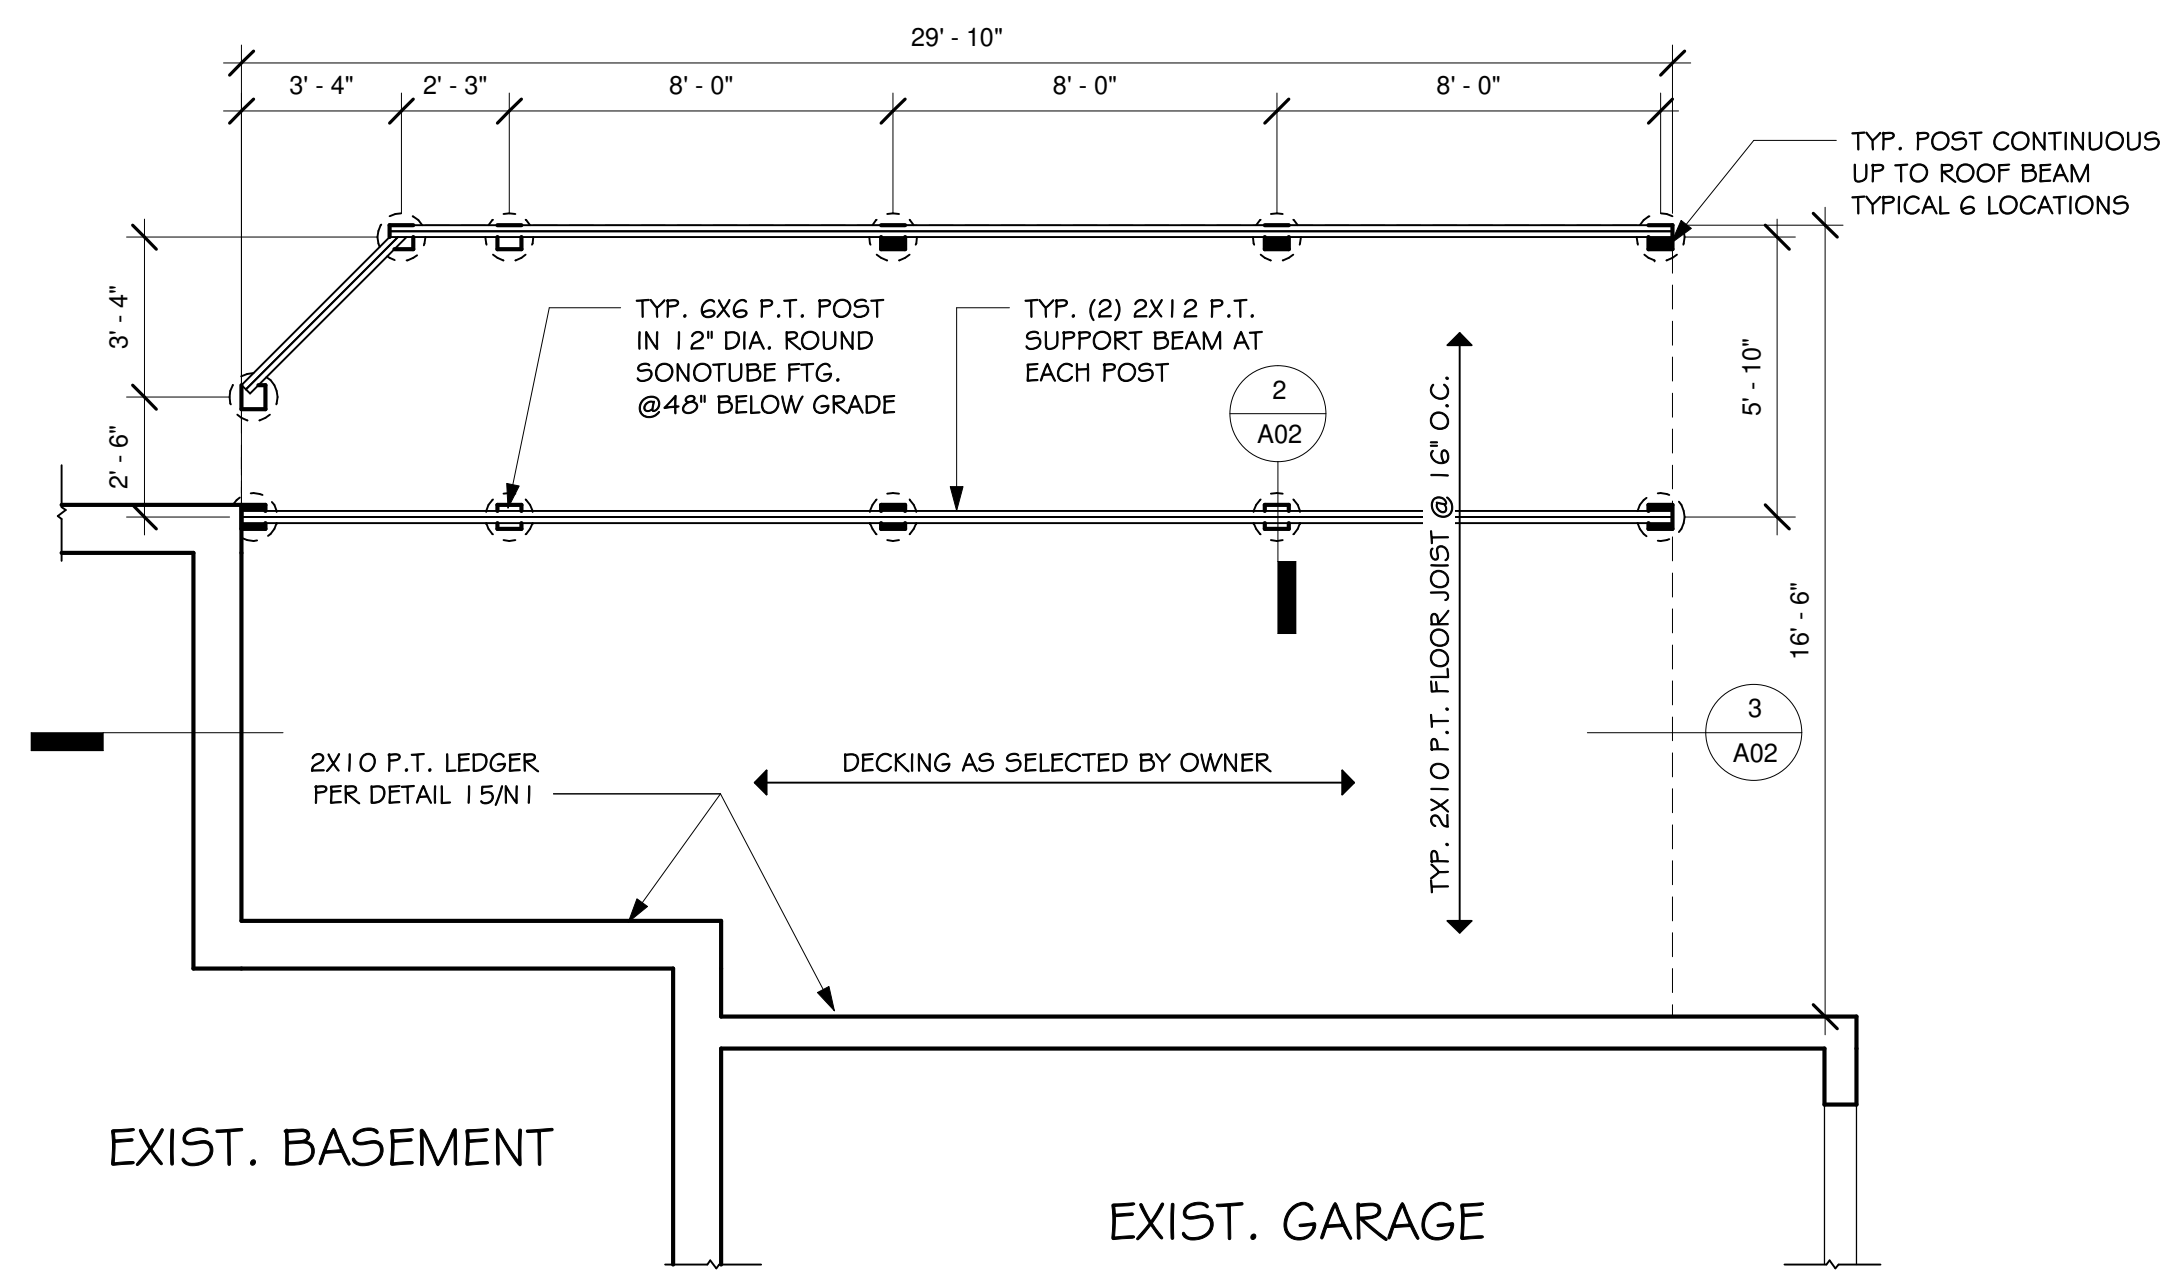 29' - 10"
3' - 4"
2' - 3"
8' - 0"
8' - 0"
8' - 0"
TYP. POST CONTINUOUS
UP TO ROOF BEAM
TYPICAL 6 LOCATIONS
3' - 4"
2' - 6"
TYP. 6X6 P.T. POST
IN 12" DIA. ROUND
SONOTUBE FTG.
@48" BELOW GRADE
TYP. (2) 2X12 P.T.
SUPPORT BEAM AT
EACH POST
2
A02
TYP. 2X10 P.T. FLOOR JOIST @ 16" O.C.
5' - 10"
16' - 6"
3
A02
2X10 P.T. LEDGER
PER DETAIL 15/N1
DECKING AS SELECTED BY OWNER
EXIST. BASEMENT
EXIST. GARAGE